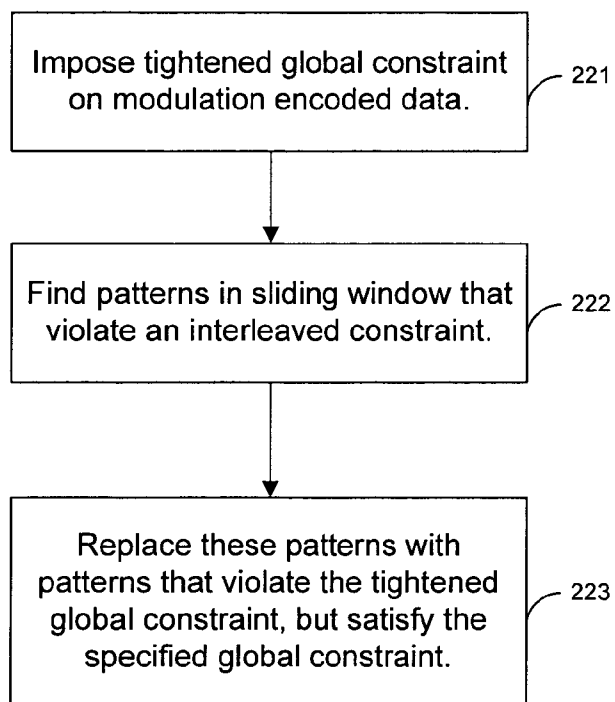 Impose tightened global constraint
on modulation encoded data.
221
Find patterns in sliding window that
violate an interleaved constraint.
222
Replace these patterns with
patterns that violate the tightened
global constraint, but satisfy the
specified global constraint.
223